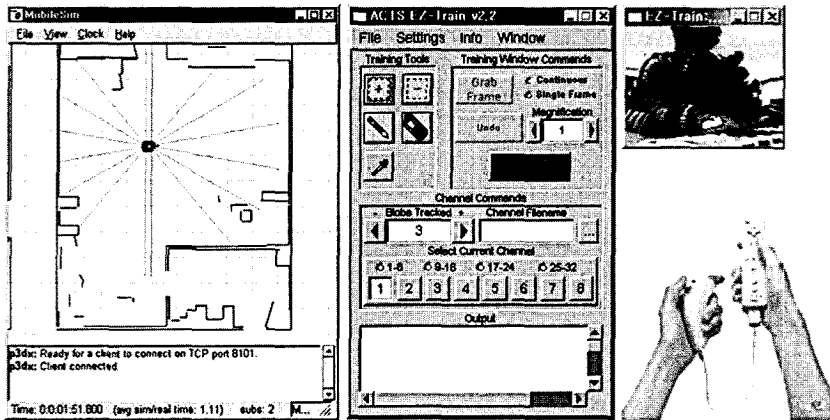 MobileSim
File View Clock Help
p3dx: Ready for a client to connect on TCP port 8101.
p3dx: Client connected.
Time: 0:0:01:51.800 (avg sim/real time: 1.11) subs: 2 M...
ACTS EZ-Train v2.2
File Settings Info Window
Training Tools
Training Window Commands
Grab Frame
Continuous
Single Frame
Undo
Magnification
1
Channel Commands
- Blobs Tracked +
Channel Filename
3
...
Select Current Channel
1-8 9-16 17-24 25-32
1 2 3 4 5 6 7 8
Output
EZ-Train